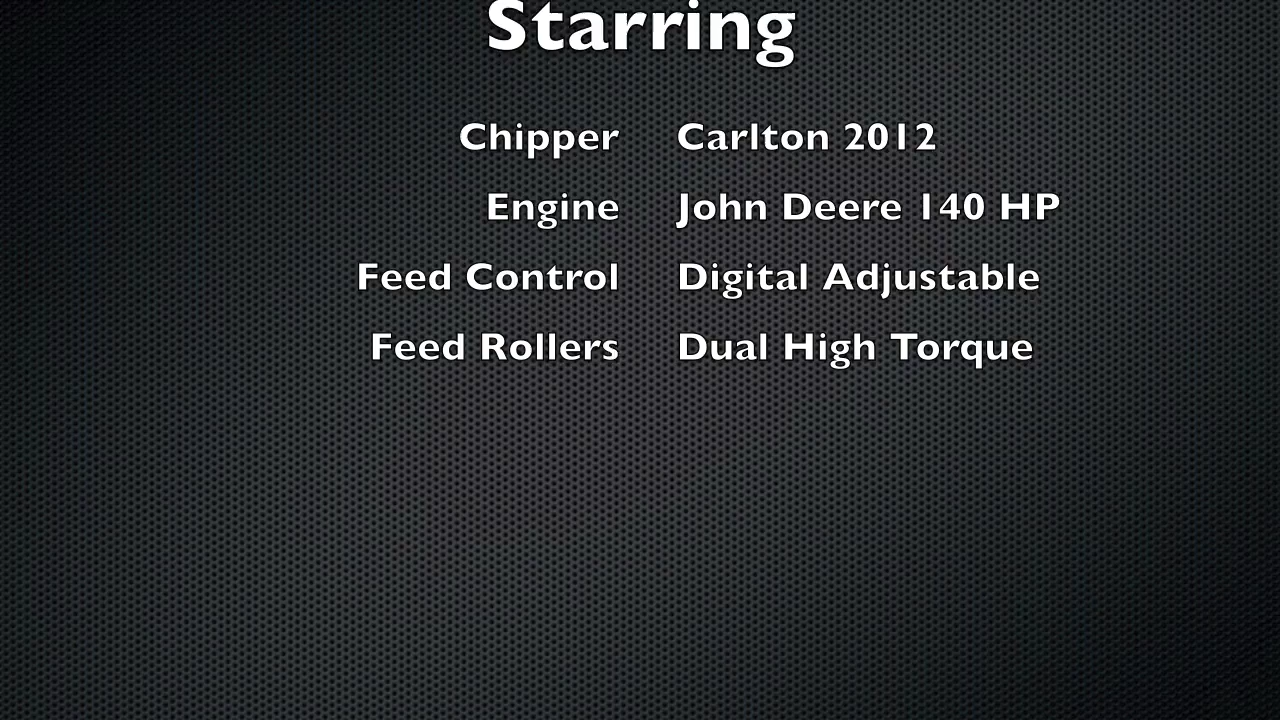 Starring
Chipper Carlton 2012
Engine John Deere 140 HP
Feed Control Digital Adjustable
Feed Rollers Dual High Torque